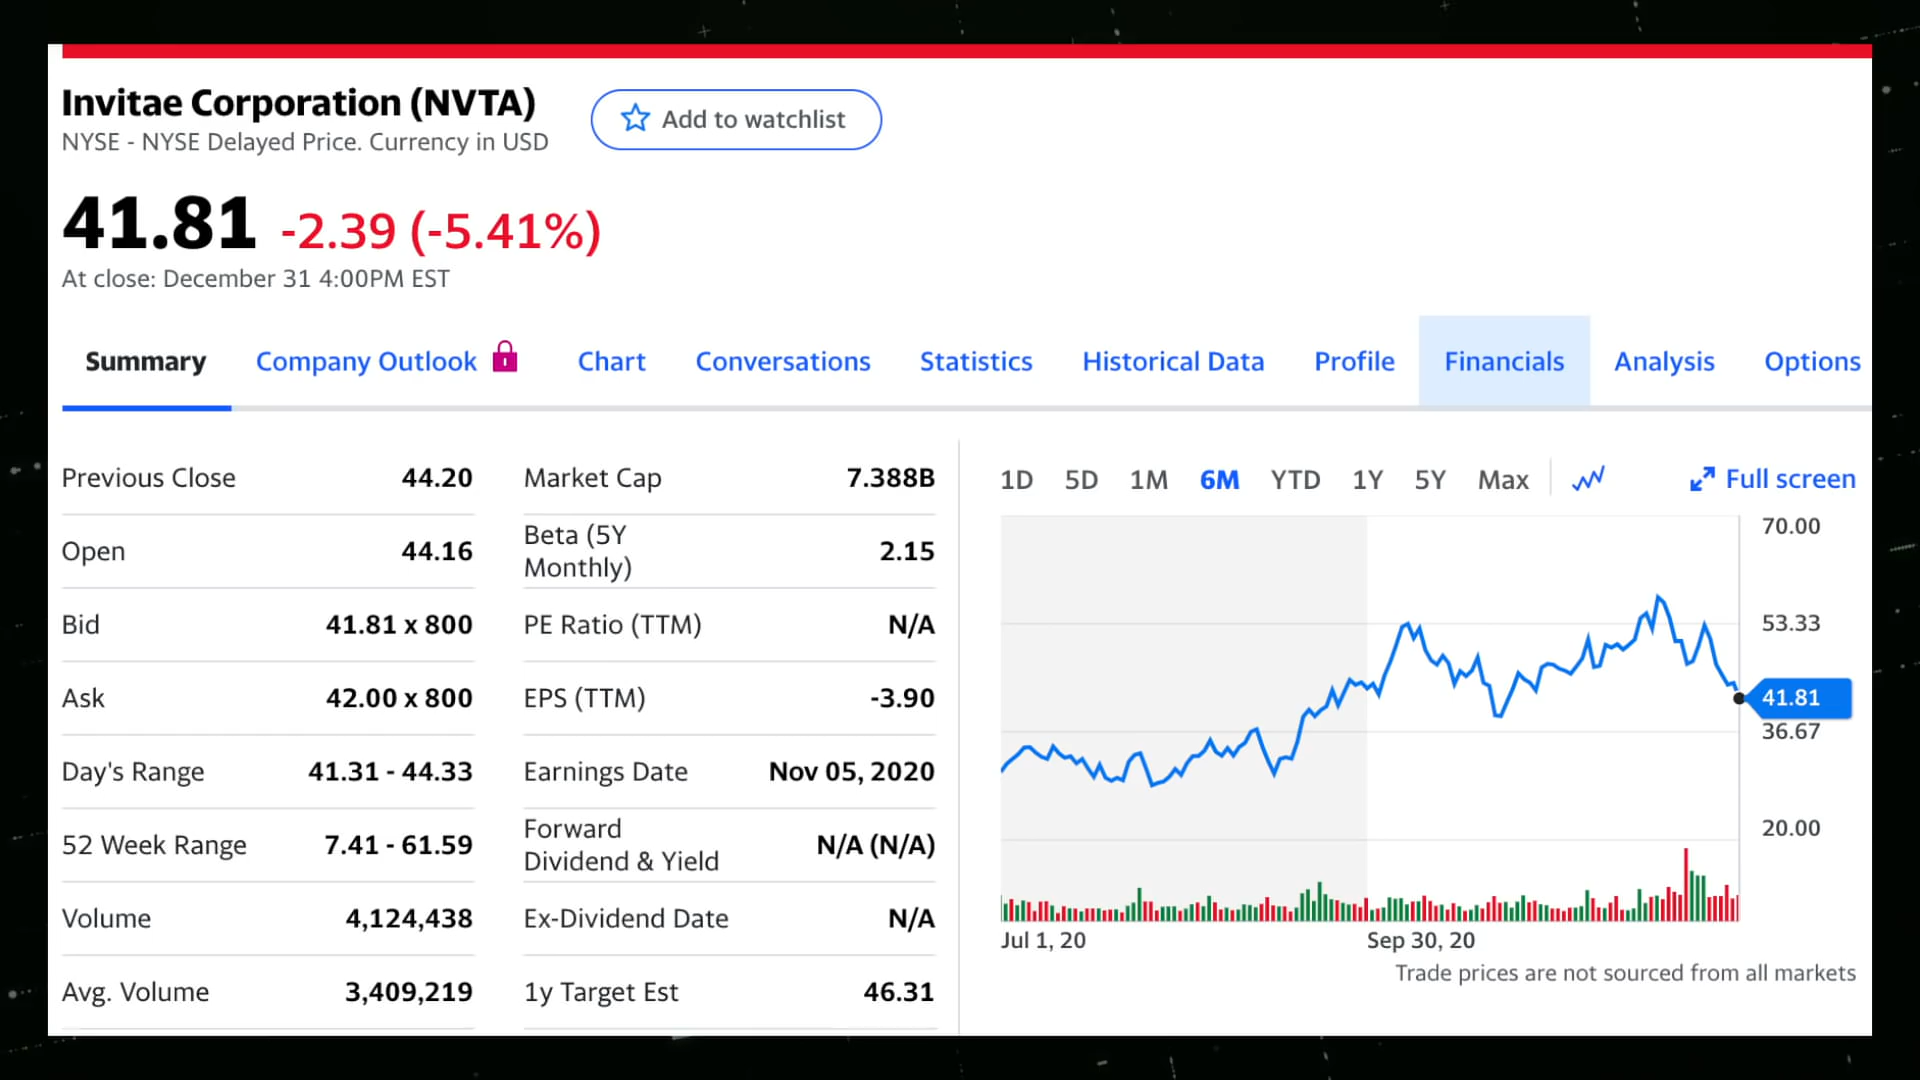 Invitae Corporation (NVTA)
NYSE - NYSE Delayed Price. Currency in USD
Add to watchlist
41.81 -2.39 (-5.41%)
At close: December 31 4:00PM EST
Summary Company Outlook Chart Conversations Statistics Historical Data Profile Financials Analysis Options
Previous Close 44.20
Open 44.16
Bid 41.81 x 800
Ask 42.00 x 800
Day's Range 41.31 - 44.33
52 Week Range 7.41 - 61.59
Volume 4,124,438
Avg. Volume 3,409,219
Market Cap 7.388B
Beta (5Y
Monthly) 2.15
PE Ratio (TTM) N/A
EPS (TTM) -3.90
Earnings Date Nov 05, 2020
Forward
Dividend & Yield N/A (N/A)
Ex-Dividend Date N/A
1y Target Est 46.31
1D 5D 1M 6M YTD 1Y 5Y Max Full screen
70.00
53.33
41.81
36.67
20.00
Jul 1, 20 Sep 30, 20
Trade prices are not sourced from all markets